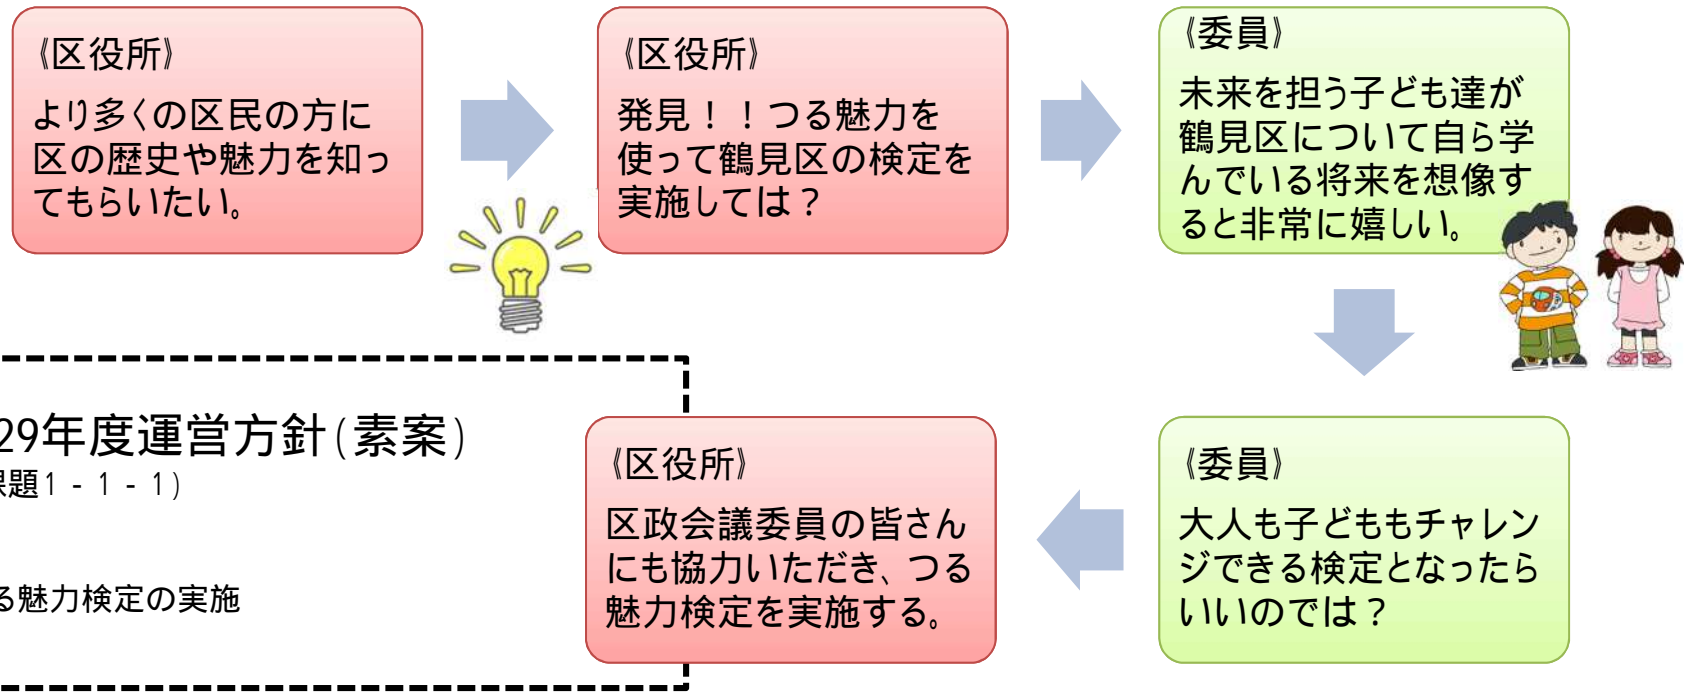 《区役所》
より多くの区民の方に
区の歴史や魅力を知っ
てもらいたい。
《区役所》
発見！！つる魅力を
使って鶴見区の検定を
実施しては？
《委員》
未来を担う子ども達が
鶴見区について自ら学
んでいる将来を想像す
ると非常に嬉しい。
《委員》
大人も子どももチャレン
ジできる検定となったら
いいのでは？
《区役所》
区政会議委員の皆さん
にも協力いただき、つる
魅力検定を実施する。
29年度運営方針(素案)
題1‐1‐1)
る魅力検定の実施